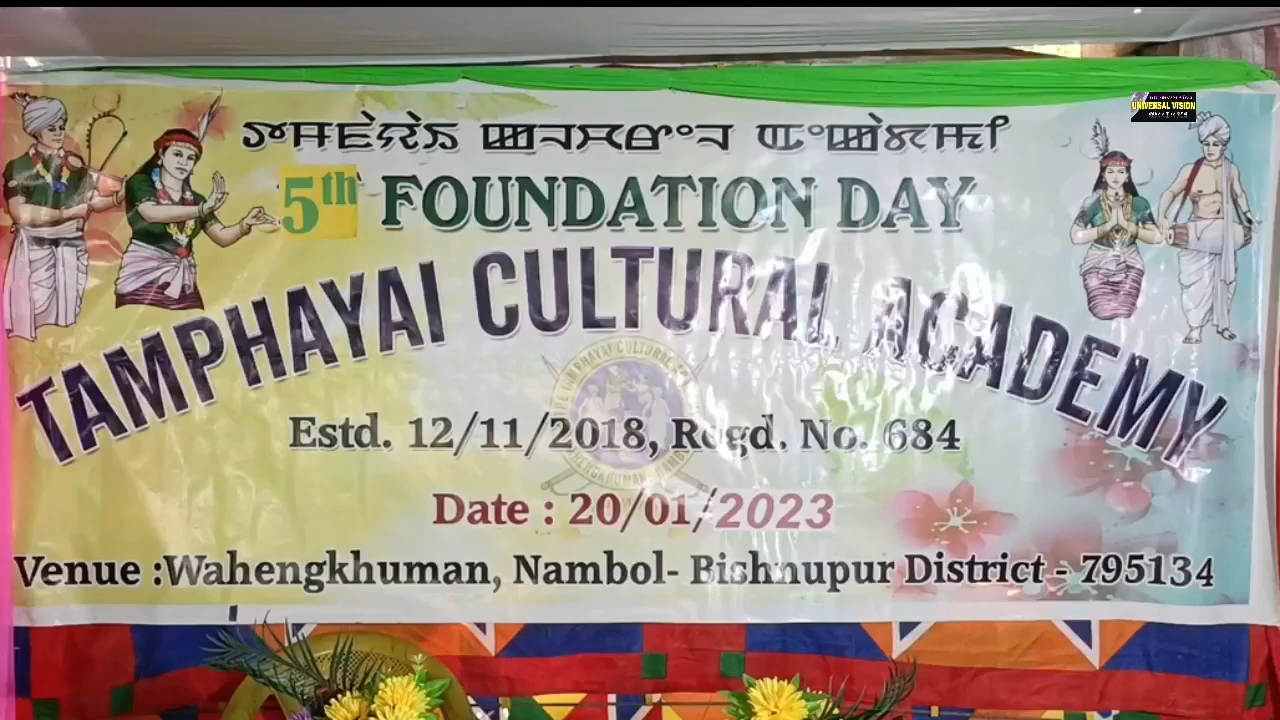 5th FOUNDATION DAY
TAMPHAYAI CULTURAL ACADEMY
Estd. 12/11/2018, Regd. No. 684
Date : 20/01/2023
Venue :Wahengkhuman, Nambol- Bishnupur District - 795134
UNIVERSAL VISION